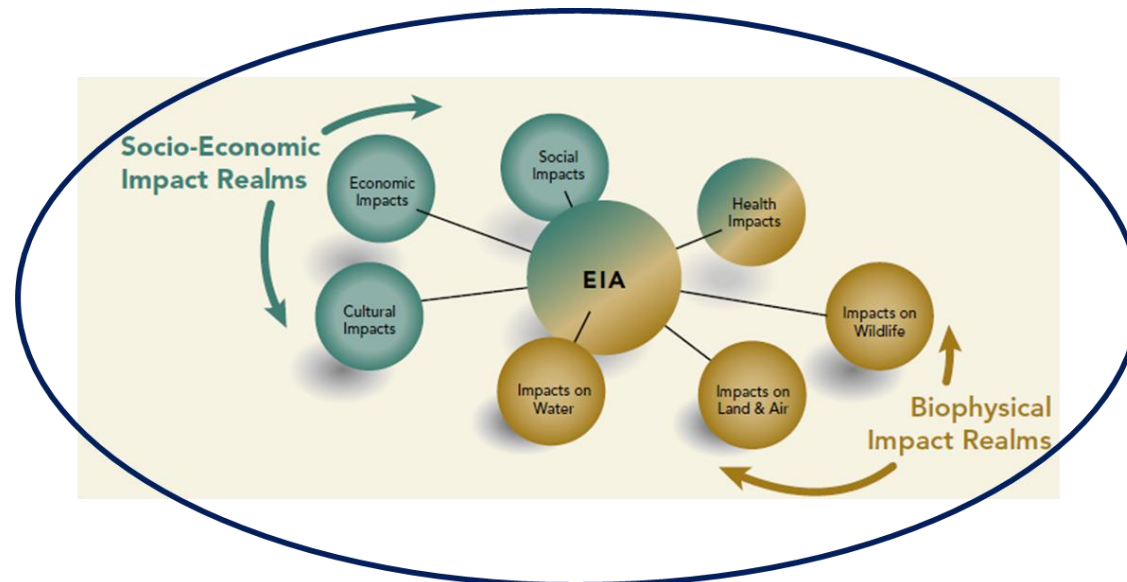 Socio-Economic
Impact Realms
Economic
Impacts
Social
Impacts
Health
Impacts
EIA
Cultural
Impacts
Impacts on
Wildlife
Impacts on
Water
Impacts on
Land & Air
Biophysical
Impact Realms